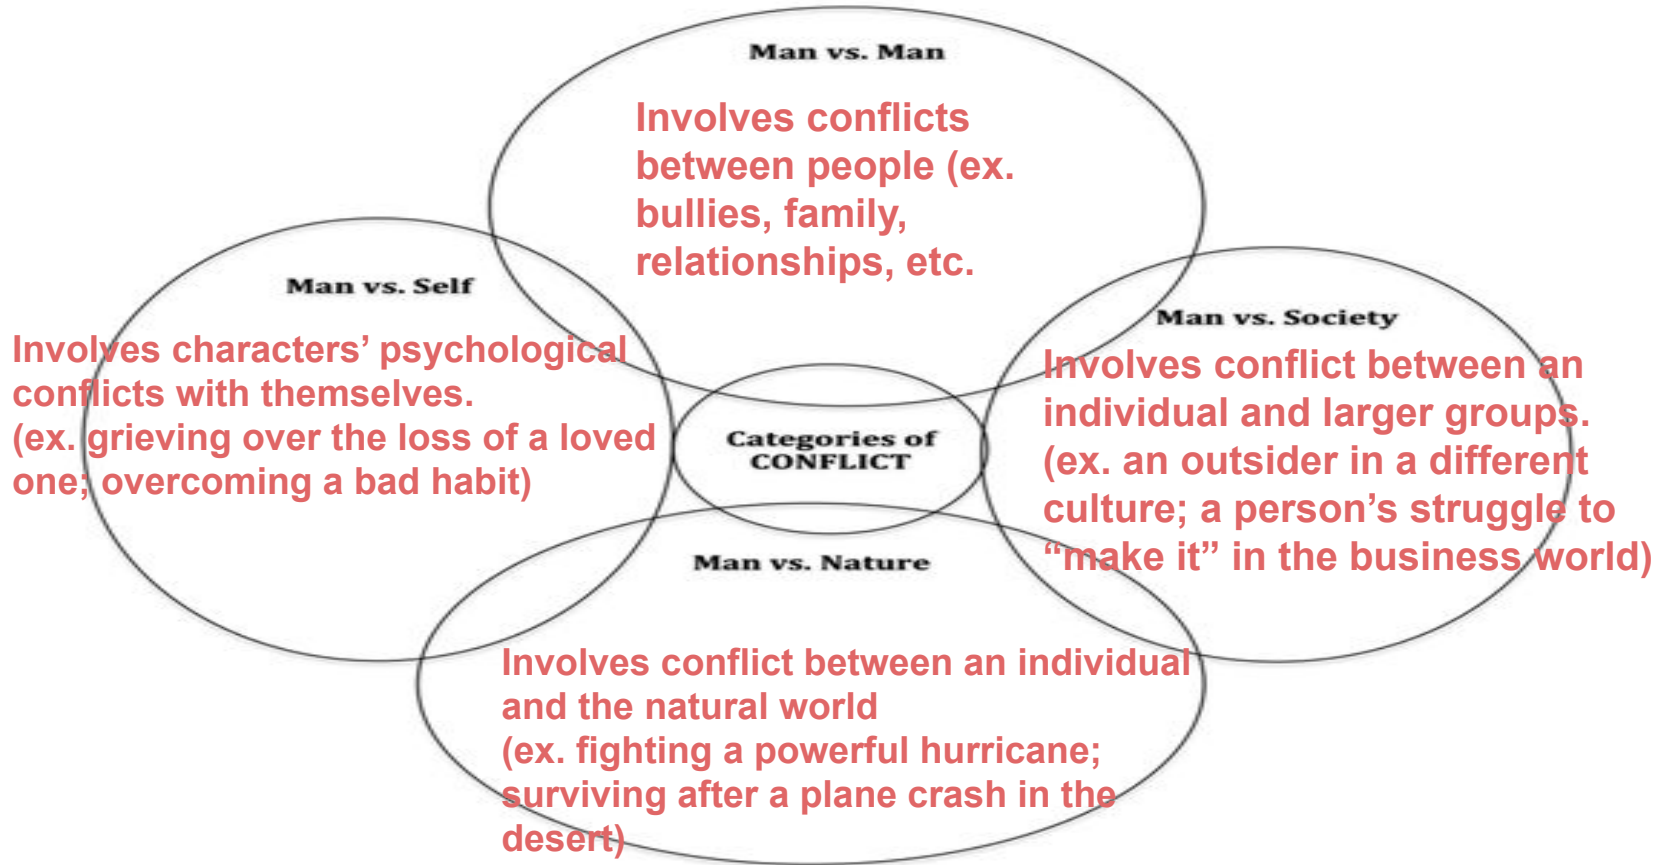 Man vs. Man
Involves conflicts
between people (ex.
bullies, family,
relationships, etc.
Man vs. Self
Involves characters’ psychological
conflicts with themselves.
(ex. grieving over the loss of a loved
one; overcoming a bad habit)
Man vs. Society
Involves conflict between an
individual and larger groups.
(ex. an outsider in a different
culture; a person’s struggle to
“make it” in the business world)
Categories of
CONFLICT
Man vs. Nature
Involves conflict between an individual
and the natural world
(ex. fighting a powerful hurricane;
surviving after a plane crash in the
desert)